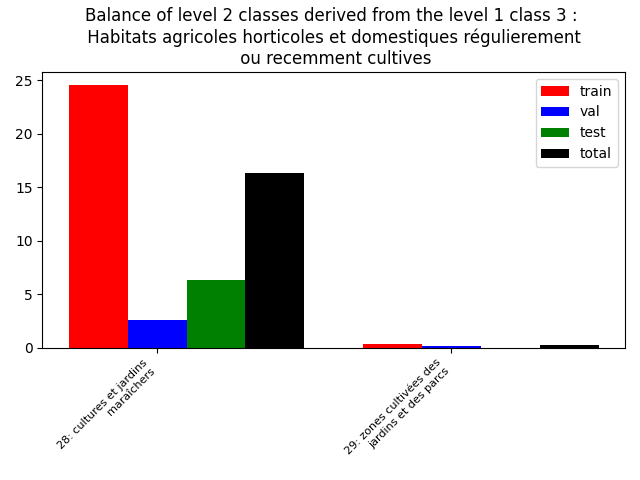 Balance of level 2 classes derived from the level 1 class 3 :
Habitats agricoles horticoles et domestiques régulierement
ou recemment cultives
25
20
15
10
5
0
train
val
test
total
28: cultures et jardins
maraîchers
29: zones cultivées des
jardins et des parcs